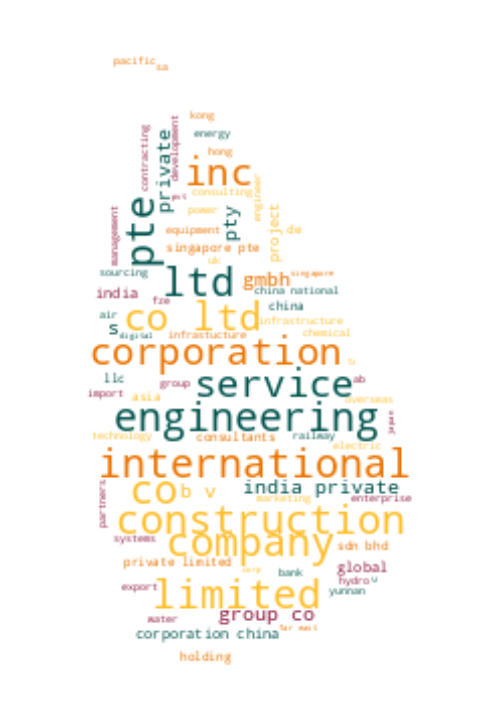 pacific
sa
kong
energy
hong
development
contracting
private
inc
consulting
engineer
power
pte
management
pty
project
equipment
de
singapore pte
uk
sourcing
ltd
gmbh
singapore
india
fze
china national
china
air
s
co ltd
infrastructure
digital
infrastucture
chemical
corporation
llc
group
service
ab
import
asia
overseas
engineering
japan
technology
consultants
railway
electric
international
co
b v
india private
partners
marketing
enterprise
construction
systems
company
sdn bhd
private limited
corp
bank
global
hydro
u
export
limited
yunnan
water
group co
corporation china
far east
holding